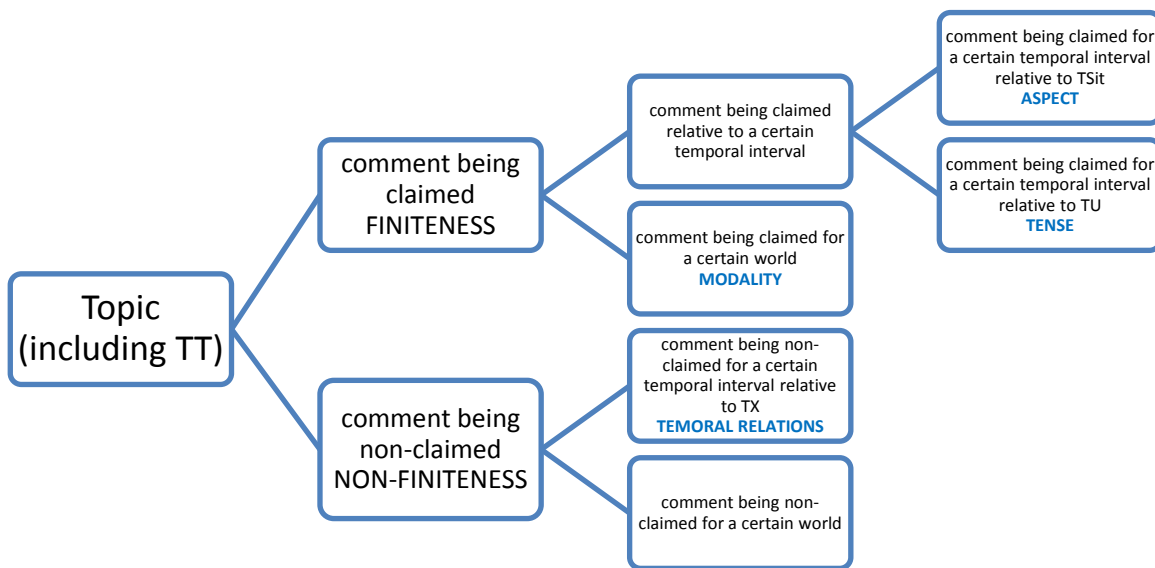 Topic
(including TT)
comment being
claimed
FINITENESS
comment being claimed
relative to a certain
temporal interval
comment being claimed for
a certain temporal interval
relative to TSit
ASPECT
comment being claimed for
a certain temporal interval
relative to TU
TENSE
comment being claimed for
a certain world
MODALITY
comment being
non-claimed
NON-FINITENESS
comment being non-
claimed for a certain
temporal interval relative
to TX
TEMORAL RELATIONS
comment being non-
claimed for a certain world